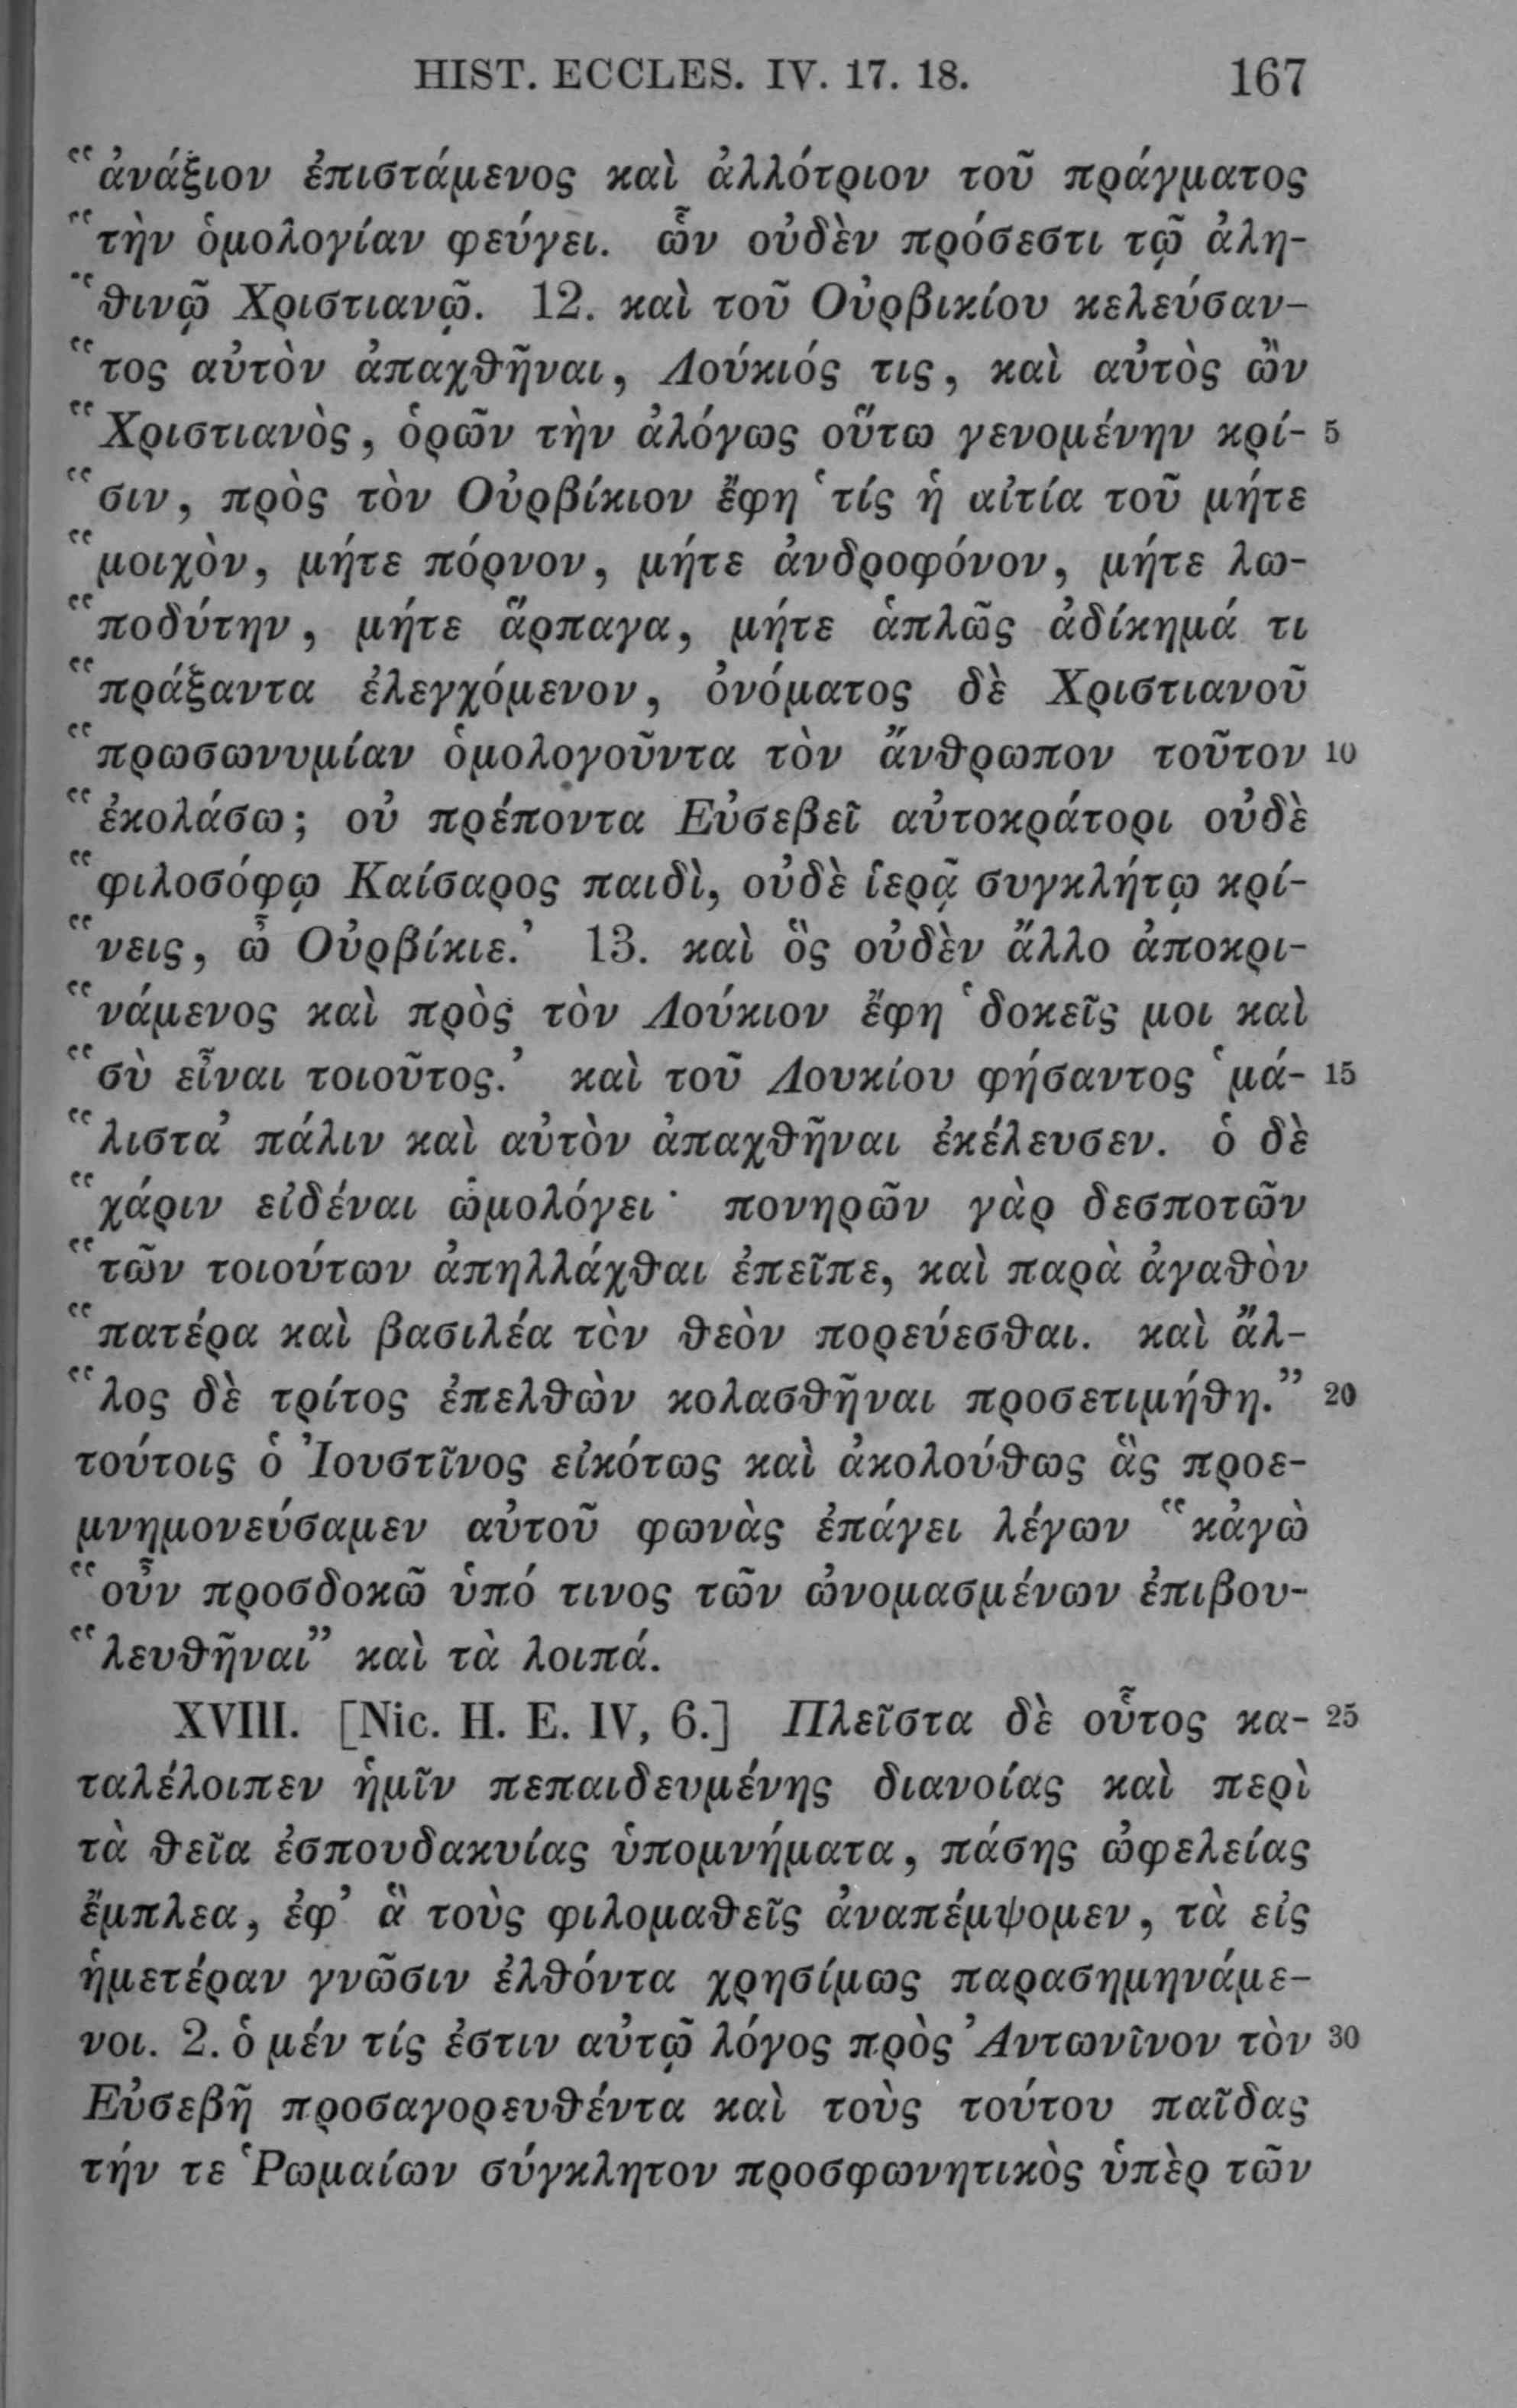 HIST. ECCLES. IV. 17. 18. 167
“ἀνάξιον ἐπιστάμενος καὶ ἀλλότριον τοῦ πράγματος
“τὴν ὁμολογίαν φεύγει. ὧν οὐδὲν πρόσεστι τῷ ἀλη-
“θινῷ Χριστιανῷ. 12. καὶ τοῦ Οὐρβικίου κελεύσαν-
“τος αὐτὸν ἀπαχθῆναι, Λούκιός τις, καὶ αὐτὸς ὢν
“Χριστιανὸς, ὁρῶν τὴν ἀλόγως οὕτω γενομένην κρί- 5
“σιν, πρὸς τὸν Οὐρβίκιον ἔφη ‘τίς ἡ αἰτία τοῦ μήτε
“μοιχὸν, μήτε πόρνον, μήτε ἀνδροφόνον, μήτε λω-
“ποδύτην, μήτε ἅρπαγα, μήτε ἁπλῶς ἀδίκημά τι
“πράξαντα ἐλεγχόμενον, ὀνόματος δὲ Χριστιανοῦ
“πρωσωνυμίαν ὁμολογοῦντα τὸν ἄνθρωπον τοῦτον 10
“ἐκολάσω; οὐ πρέποντα Εὐσεβεῖ αὐτοκράτορι οὐδὲ
“φιλοσόφῳ Καίσαρος παιδὶ, οὐδὲ ἱερᾷ συγκλήτῳ κρί-
“νεις, ὦ Οὐρβίκιε.’ 13. καὶ ὃς οὐδὲν ἄλλο ἀποκρι-
“νάμενος καὶ πρὸς τὸν Λούκιον ἔφη ‘δοκεῖς μοι καὶ
“σὺ εἶναι τοιοῦτος.’ καὶ τοῦ Λουκίου φήσαντος ‘μά- 15
“λιστα’ πάλιν καὶ αὐτὸν ἀπαχθῆναι ἐκέλευσεν. ὁ δὲ
“χάριν εἰδέναι ὡμολόγει· πονηρῶν γὰρ δεσποτῶν
“τῶν τοιούτων ἀπηλλάχθαι ἐπεῖπε, καὶ παρὰ ἀγαθὸν
“πατέρα καὶ βασιλέα τὸν θεὸν πορεύεσθαι. καὶ ἄλ-
“λος δὲ τρίτος ἐπελθὼν κολασθῆναι προσετιμήθη.” 20
τούτοις ὁ Ἰουστῖνος εἰκότως καὶ ἀκολούθως ἃς προε-
μνημονεύσαμεν αὐτοῦ φωνὰς ἐπάγει λέγων “κἀγὼ
“οὖν προσδοκῶ ὑπό τινος τῶν ὠνομασμένων ἐπιβου-
“λευθῆναι” καὶ τὰ λοιπά.
XVIII. [Nic. H. E. IV, 6.] Πλεῖστα δὲ οὗτος κα- 25
ταλέλοιπεν ἡμῖν πεπαιδευμένης διανοίας καὶ περὶ
τὰ θεῖα ἐσπουδακυίας ὑπομνήματα, πάσης ὠφελείας
ἔμπλεα, ἐφ’ ἃ τοὺς φιλομαθεῖς ἀναπέμψομεν, τὰ εἰς
ἡμετέραν γνῶσιν ἐλθόντα χρησίμως παρασημηνάμε-
νοι. 2. ὁ μέν τίς ἐστιν αὐτῷ λόγος πρὸς Ἀντωνῖνον τὸν 30
Εὐσεβῆ προσαγορευθέντα καὶ τοὺς τούτου παῖδας
τήν τε Ῥωμαίων σύγκλητον προσφωνητικὸς ὑπὲρ τῶν